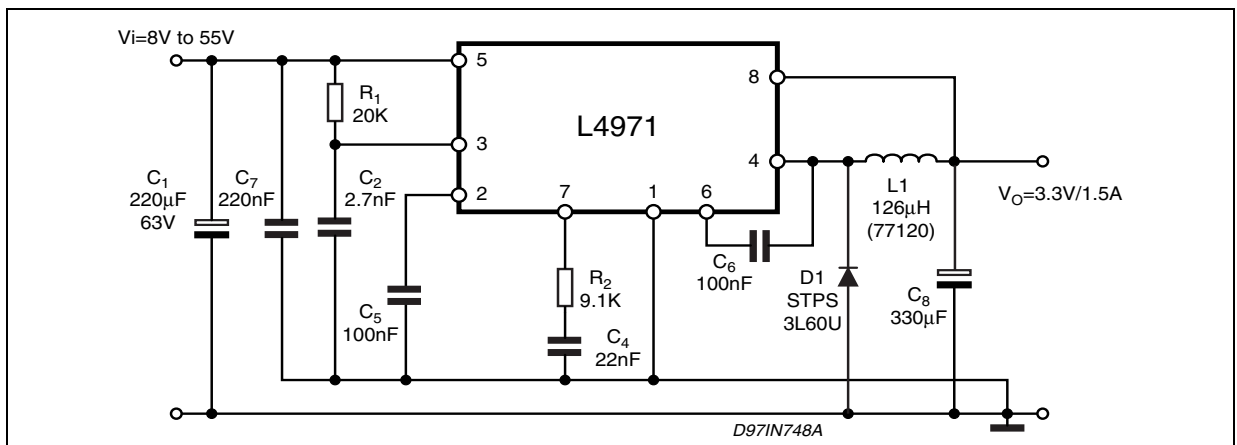 Vi=8V to 55V
5
8
R1
20K
L4971
3
4
C1
220µF
63V
C7
220nF
C2
2.7nF
2
7
1
6
L1
126µH
(77120)
VO=3.3V/1.5A
C6
100nF
R2
9.1K
D1
STPS
3L60U
C8
330µF
C5
100nF
C4
22nF
D97IN748A